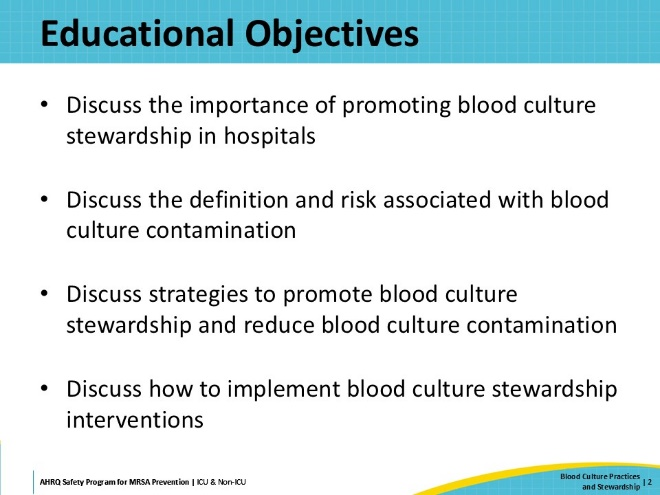 Educational Objectives
• Discuss the importance of promoting blood culture
stewardship in hospitals
• Discuss the definition and risk associated with blood
culture contamination
• Discuss strategies to promote blood culture
stewardship and reduce blood culture contamination
• Discuss how to implement blood culture stewardship
interventions
AHRQ Safety Program for MRSA Prevention | ICU & Non-ICU
Blood Culture Practices
and Stewardship | 2